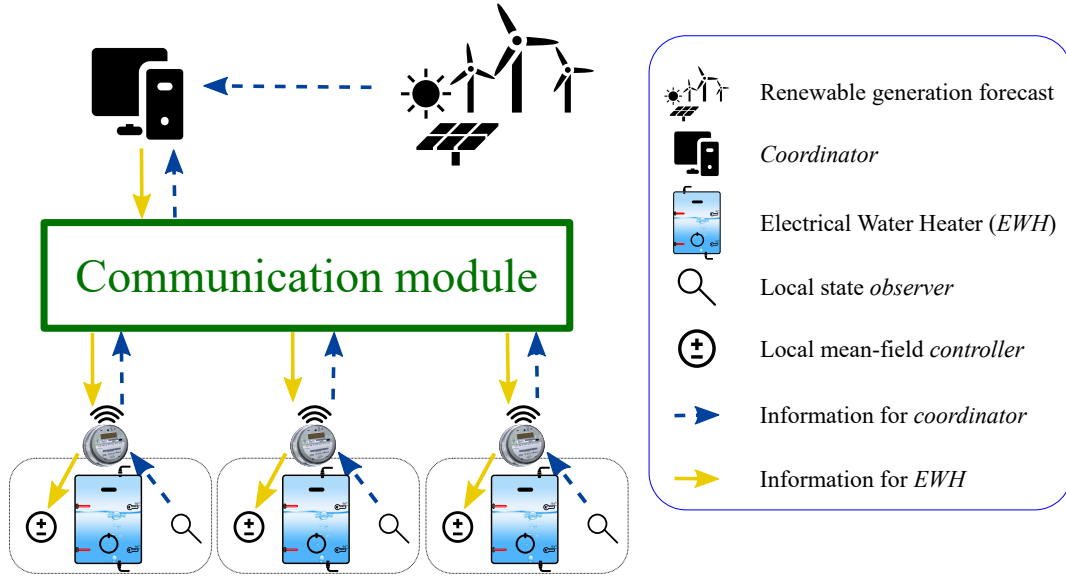 Renewable generation forecast
Coordinator
Electrical Water Heater (EWH)
Communication module
Local state observer
Local mean-field controller
Information for coordinator
Information for EWH